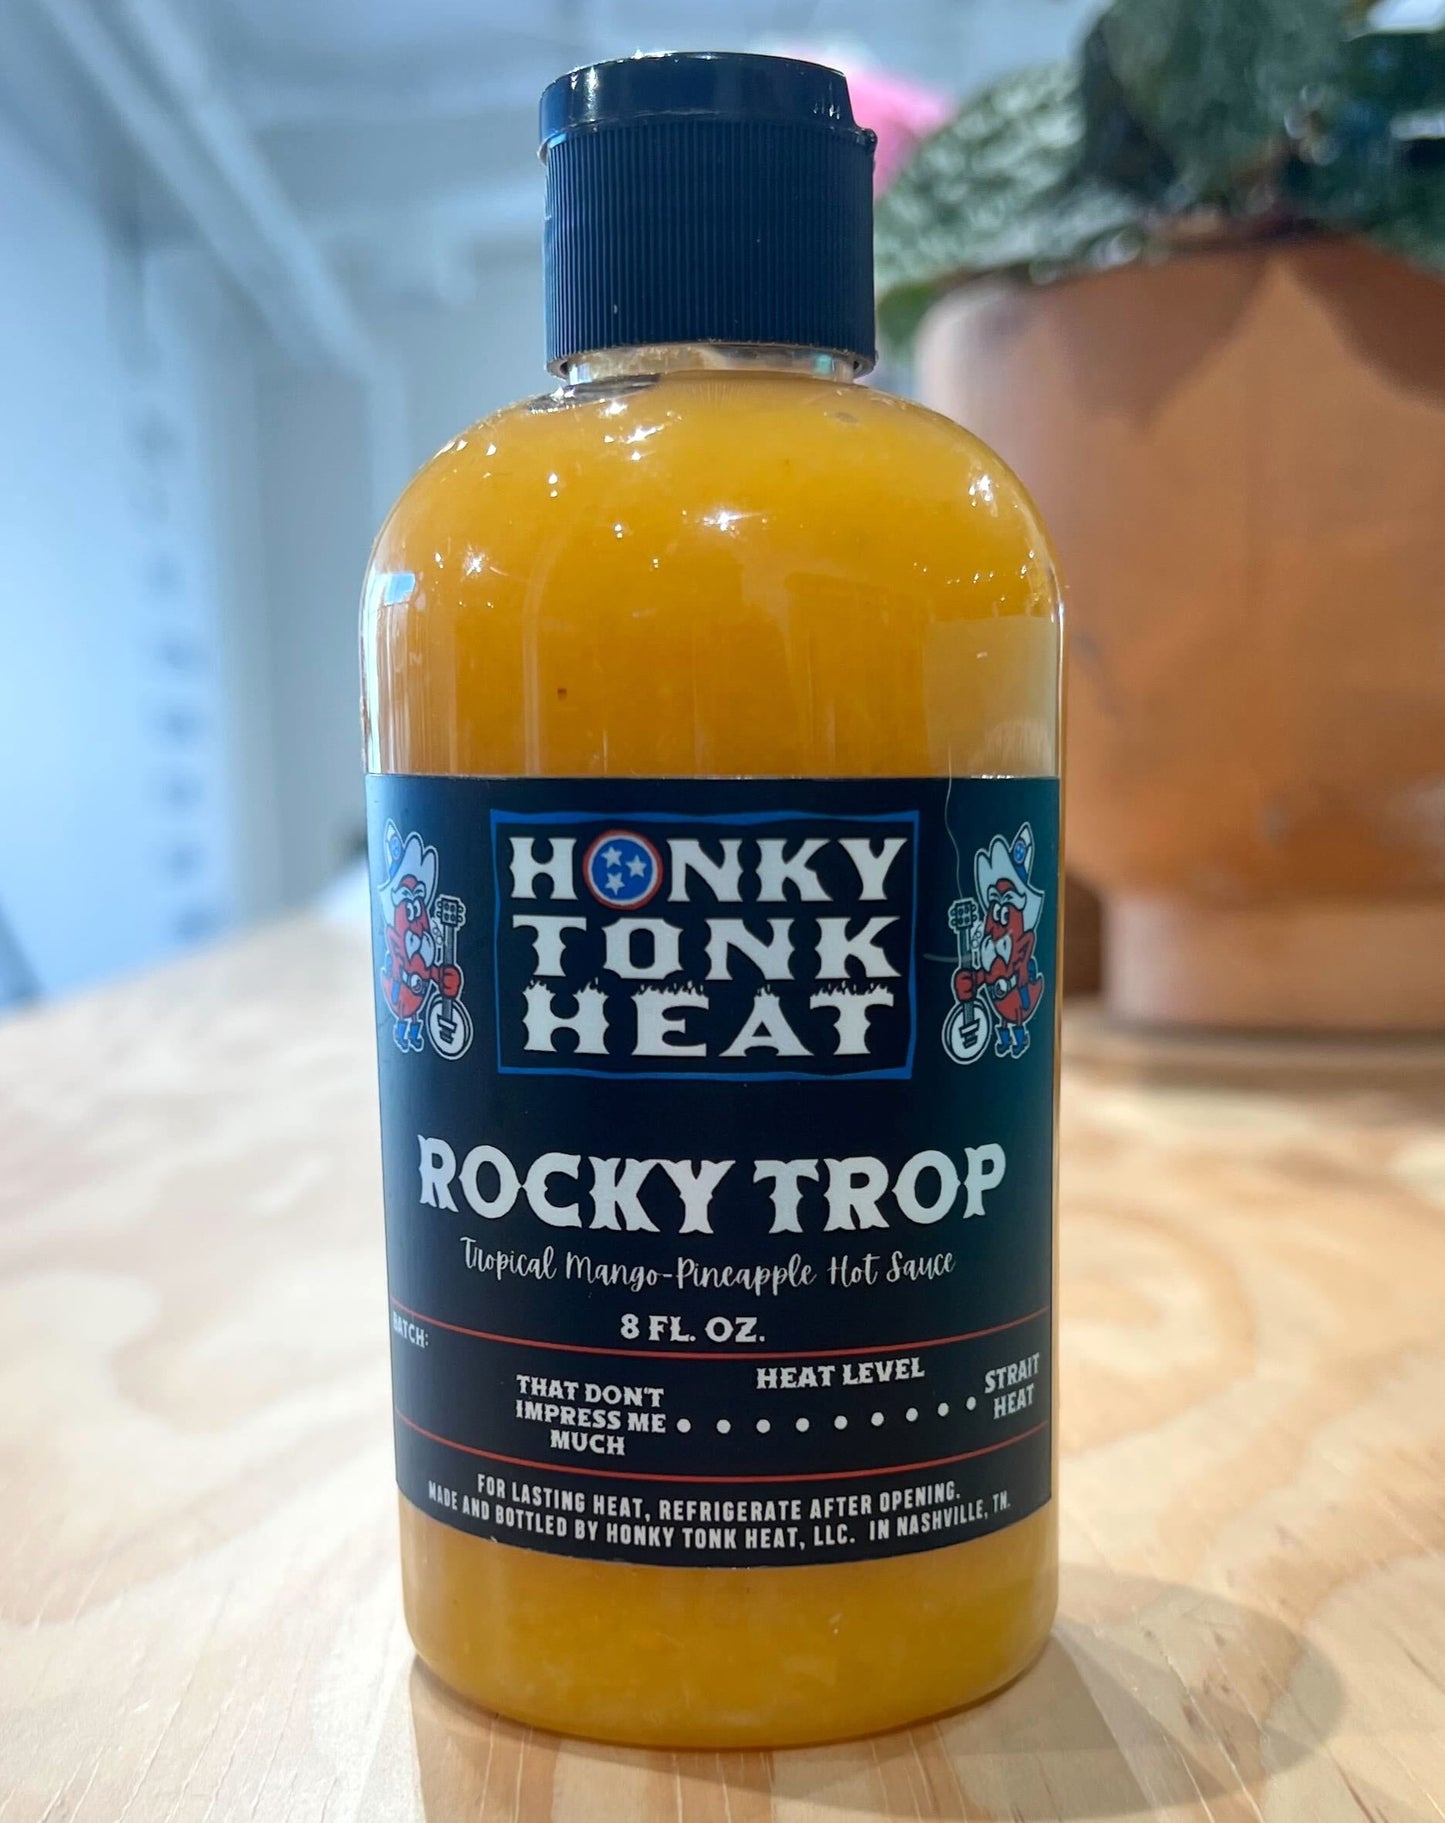 HONKY
TONK
HEAT
ROCKY TROP
Tropical Mango-Pineapple Hot Sauce
8 FL. OZ.
BATCH:
HEAT LEVEL
THAT DON'T
IMPRESS ME
MUCH
STRAIT
HEAT
FOR LASTING HEAT, REFRIGERATE AFTER OPENING.
MADE AND BOTTLED BY HONKY TONK HEAT, LLC. IN NASHVILLE, TN.